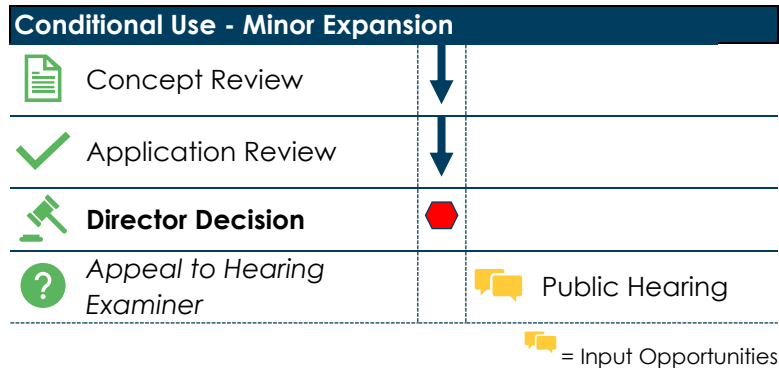 Conditional Use - Minor Expansion
Concept Review
Application Review
Director Decision
Appeal to Hearing
Examiner
Public Hearing
= Input Opportunities